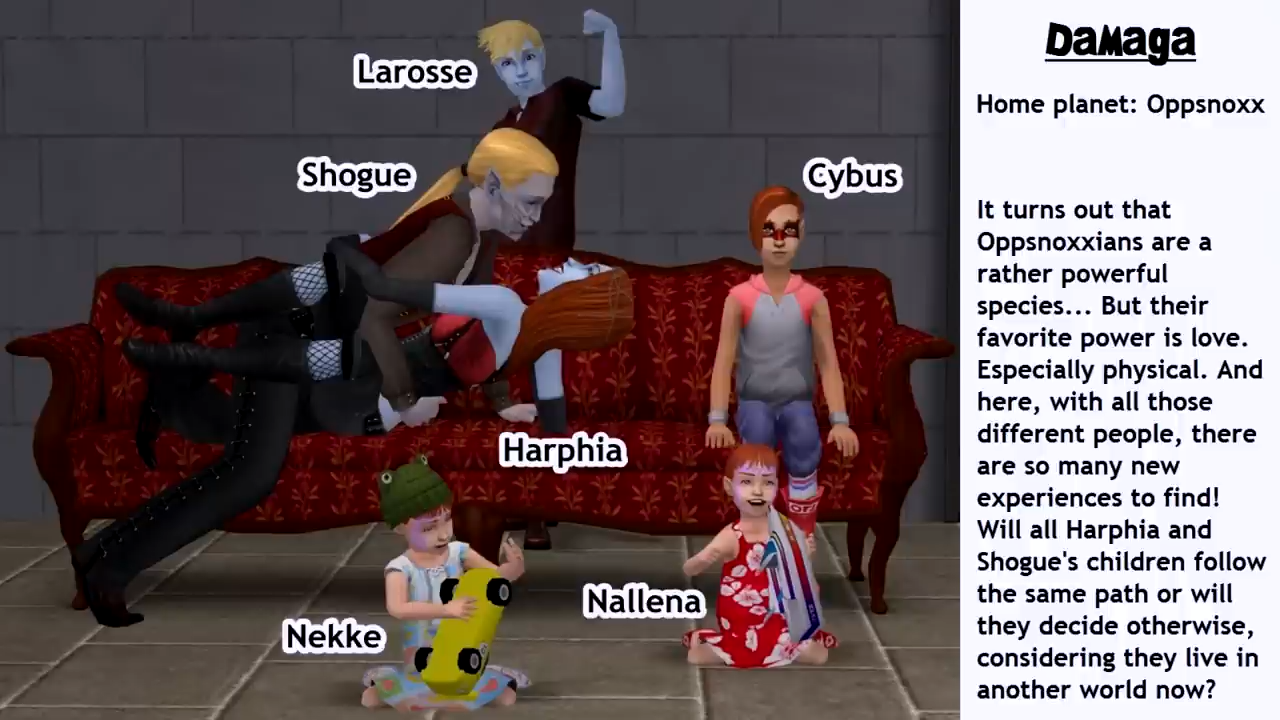 Damaga
Home planet: Oppsnoxx
It turns out that
Oppsnoxxians are a
rather powerful
species... But their
favorite power is love.
Especially physical. And
here, with all those
different people, there
are so many new
experiences to find!
Will all Harphia and
Shogue's children follow
the same path or will
they decide otherwise,
considering they live in
another world now?
Larosse
Shogue
Cybus
Harphia
Nallena
Nekke